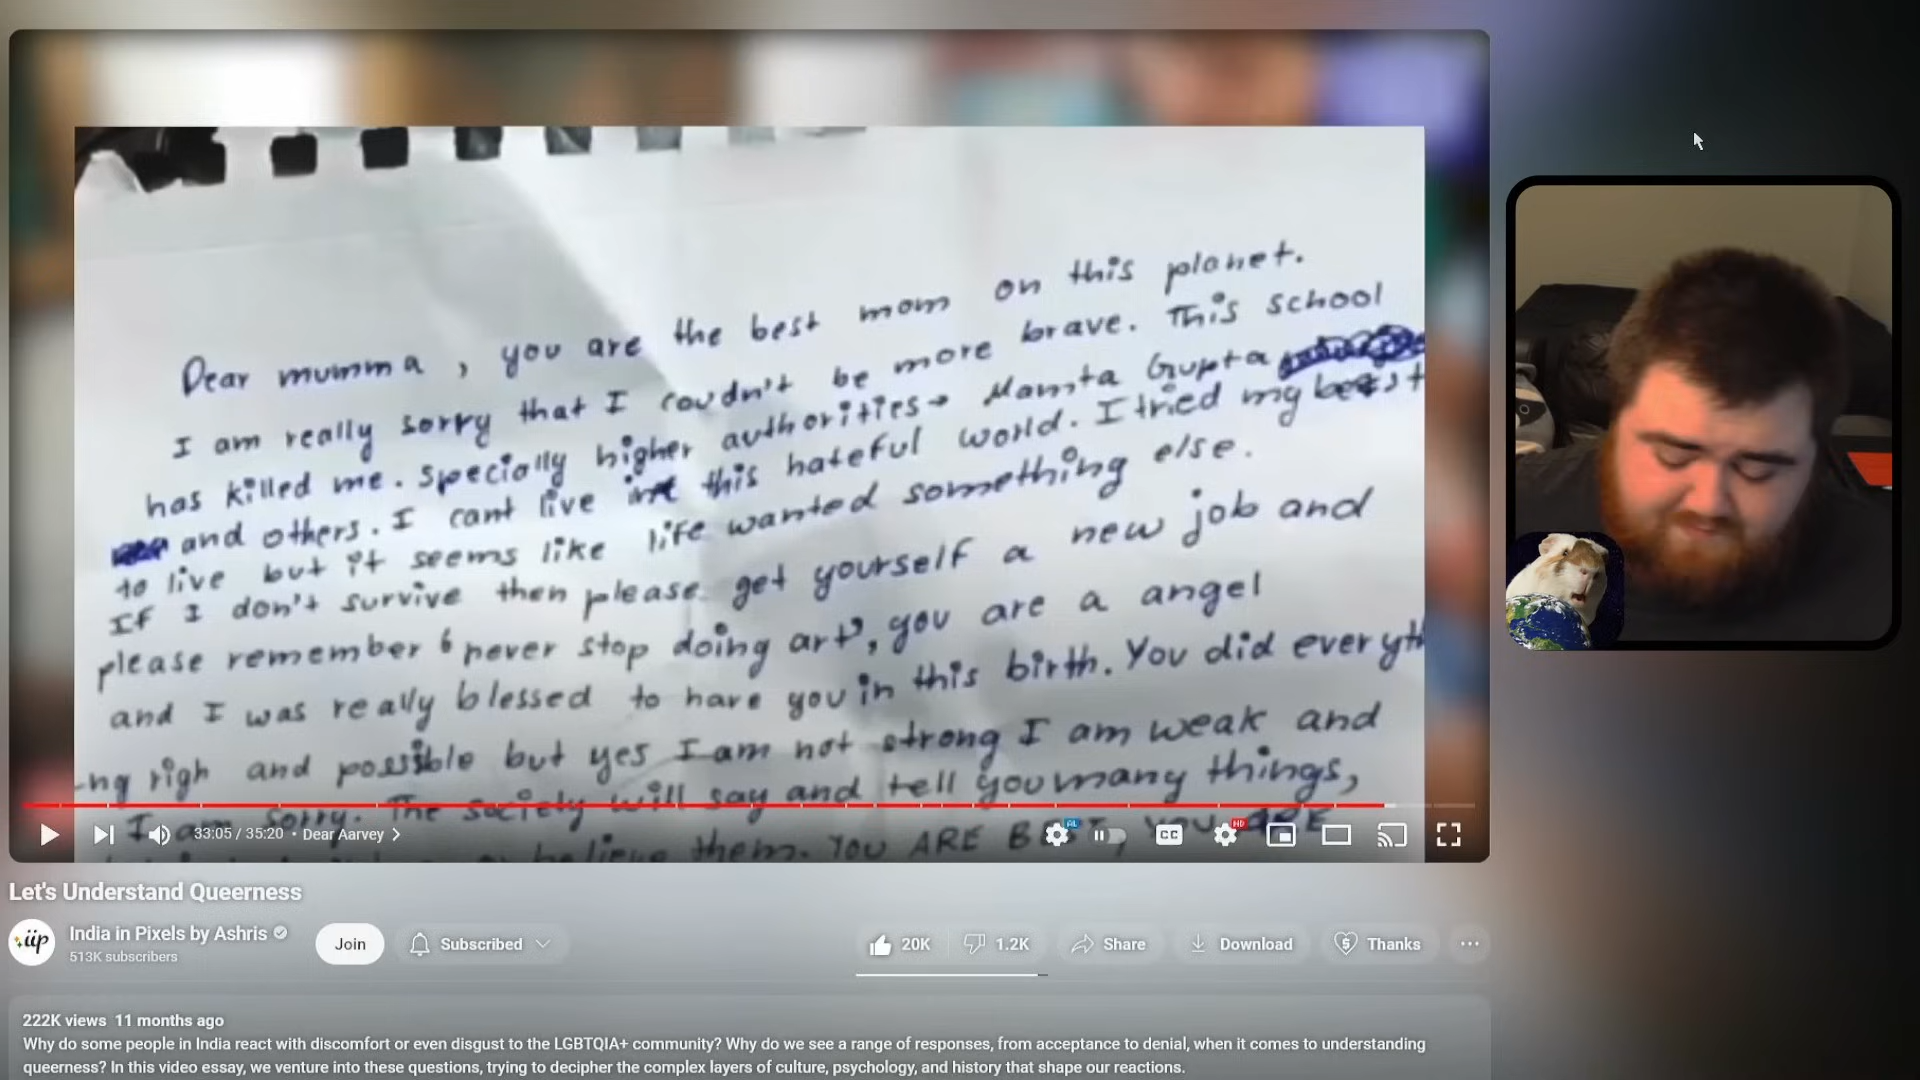 Dear mumma, you are the best mom on this planet.
I am really sorry that I coudn't be more brave. This school
has killed me. specially higher authorities→ Mamta Gupta
and others. I cant live in this hateful world. I tried my best
to live but it seems like life wanted something else.
If I don't survive then please get yourself a new job and
please remember 'never stop doing art', you are a angel
and I was really blessed to have you in this birth. You did everyth
-ng righ and possible but yes I am not strong I am weak and
I am sorry. The society will say and tell you many things,
believe them. YOU ARE BEST, YOU ARE
33:05 / 35:20 • Dear Aarvey >
CC
HD
Let's Understand Queerness
iip
India in Pixels by Ashris
513K subscribers
Join
Subscribed
20K
1.2K
Share
Download
Thanks
222K views 11 months ago
Why do some people in India react with discomfort or even disgust to the LGBTQIA+ community? Why do we see a range of responses, from acceptance to denial, when it comes to understanding
queerness? In this video essay, we venture into these questions, trying to decipher the complex layers of culture, psychology, and history that shape our reactions.